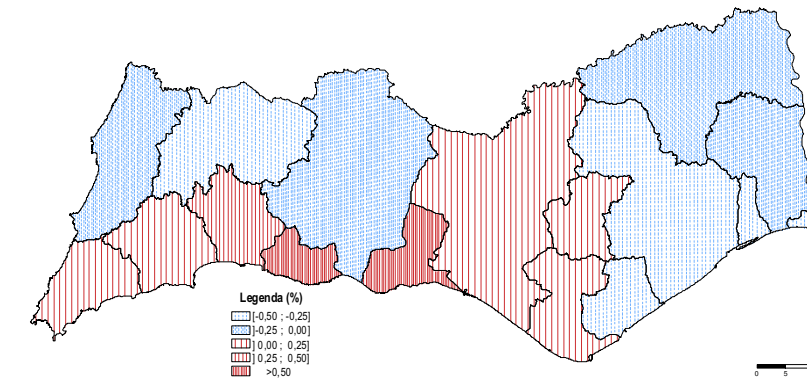 Legenda (%)
[-0,50 ; -0,25]
]-0,25 ; 0,00]
] 0,00 ; 0,25]
] 0,25 ; 0,50]
>0,50
0 5